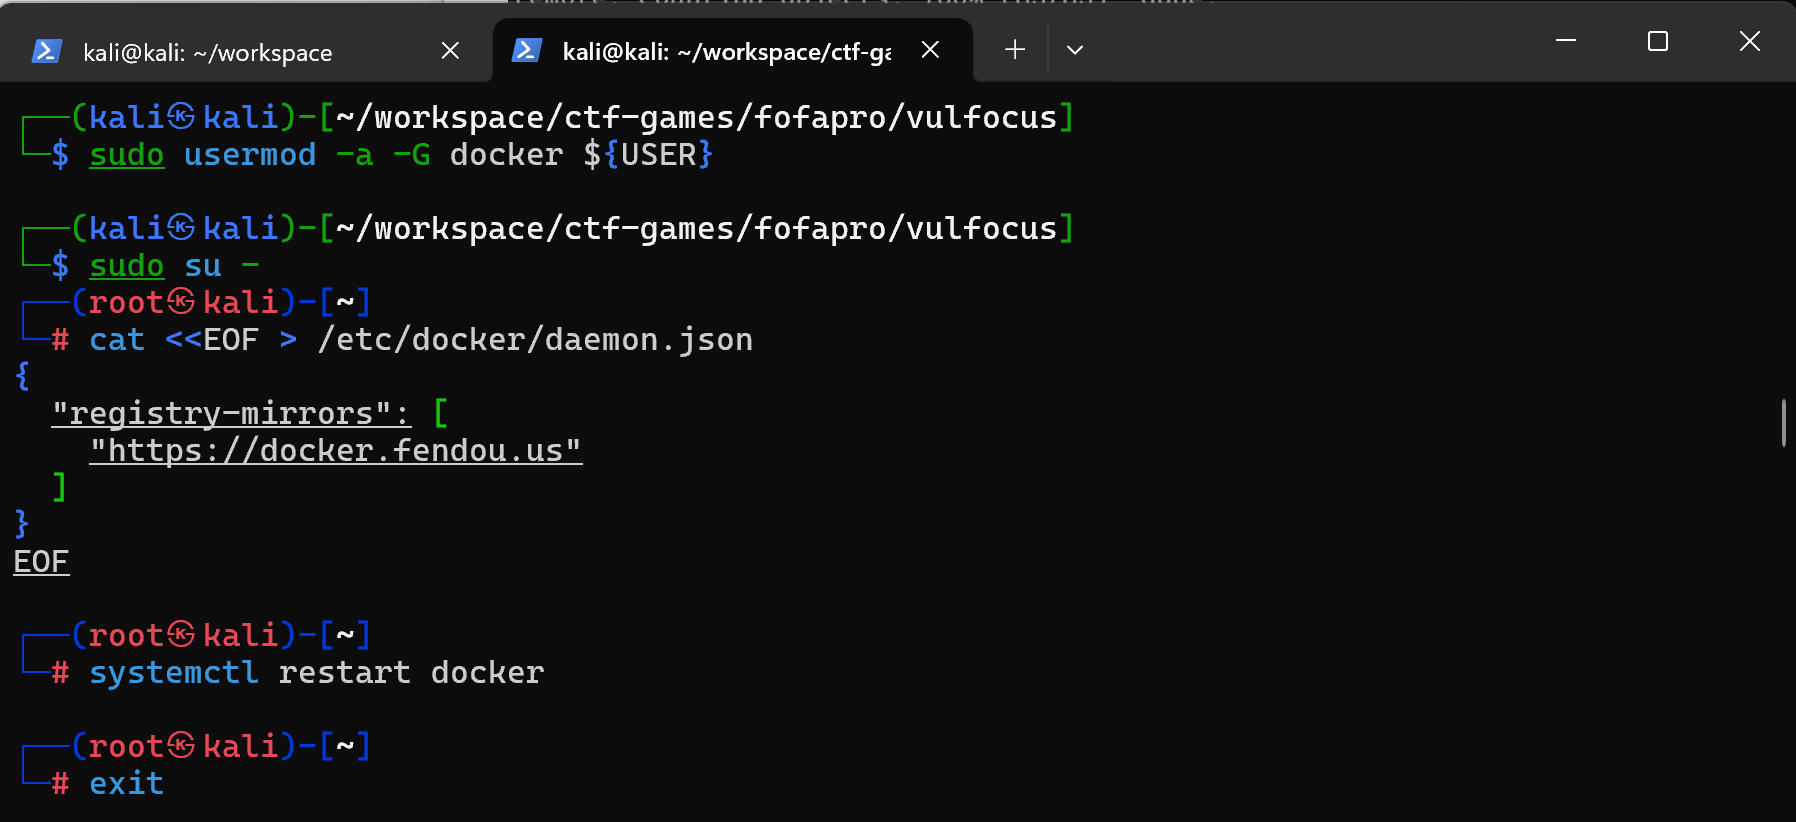 kali@kali: ~/workspace
kali@kali: ~/workspace/ctf-ga
┌──(kali㉿kali)-[~/workspace/ctf-games/fofapro/vulfocus]
└─$ sudo usermod -a -G docker ${USER}
┌──(kali㉿kali)-[~/workspace/ctf-games/fofapro/vulfocus]
└─$ sudo su -
┌──(root㉿kali)-[~]
└─# cat <<EOF > /etc/docker/daemon.json
{
  "registry-mirrors": [
    "https://docker.fendou.us"
  ]
}
EOF
┌──(root㉿kali)-[~]
└─# systemctl restart docker
┌──(root㉿kali)-[~]
└─# exit